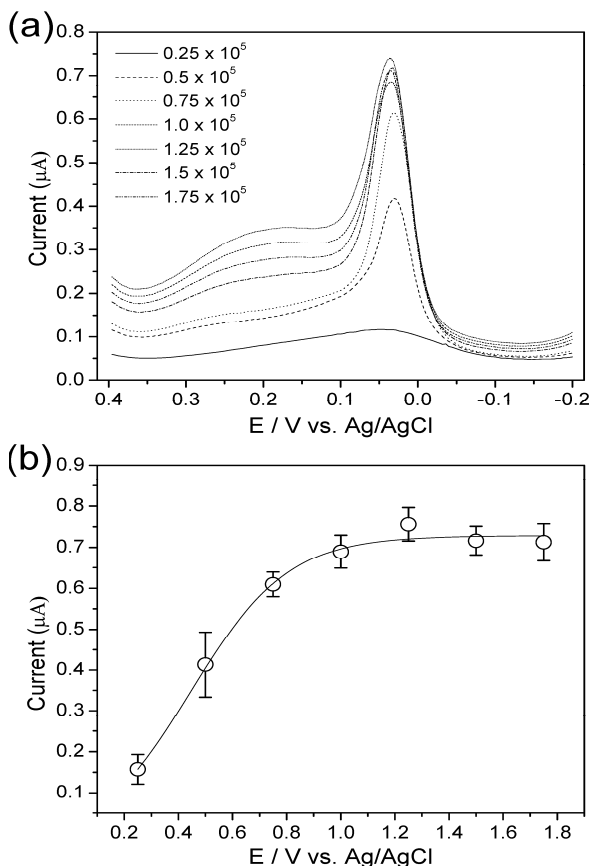 (a)
0.8
0.7
0.6
0.5
0.4
0.3
0.2
0.1
0.0
Current (μA)
0.25 x 10⁵
0.5 x 10⁵
0.75 x 10⁵
1.0 x 10⁵
1.25 x 10⁵
1.5 x 10⁵
1.75 x 10⁵
0.4 0.3 0.2 0.1 0.0 -0.1 -0.2
E / V vs. Ag/AgCl
(b)
0.9
0.8
0.7
0.6
0.5
0.4
0.3
0.2
0.1
Current (μA)
0.2 0.4 0.6 0.8 1.0 1.2 1.4 1.6 1.8
E / V vs. Ag/AgCl